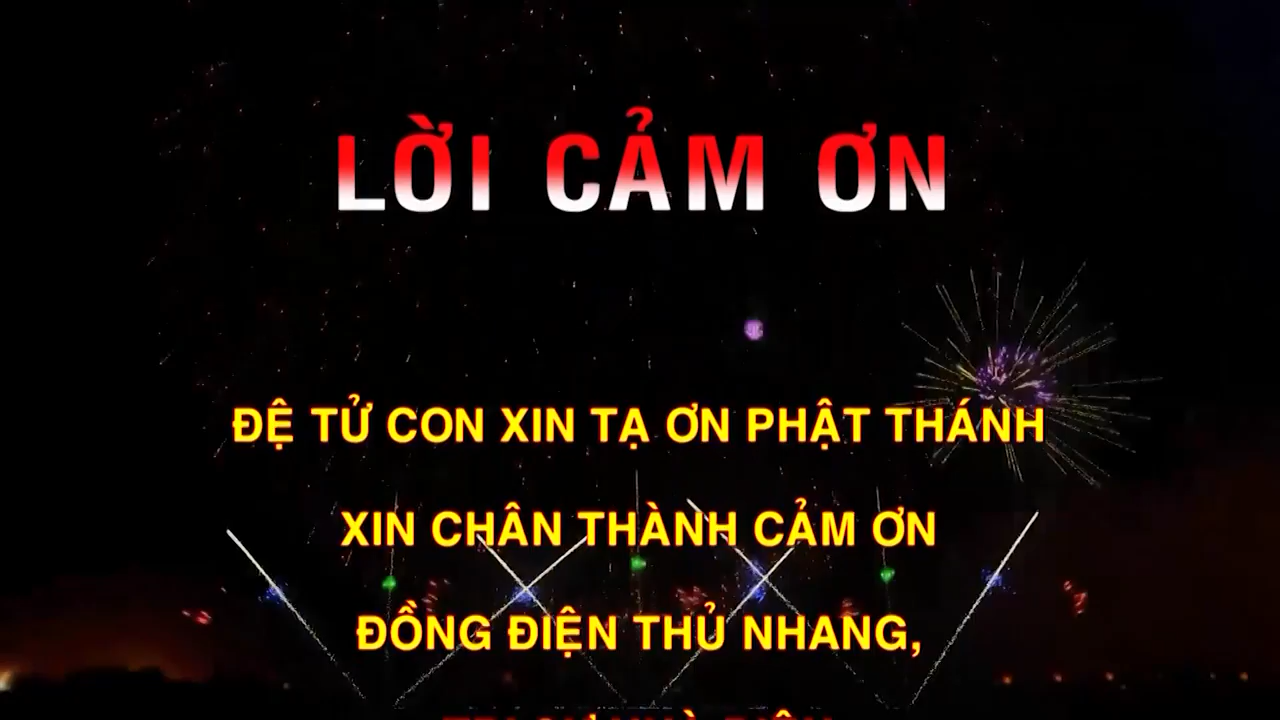 LỜI CẢM ƠN
ĐỆ TỬ CON XIN TẠ ƠN PHẬT THÁNH
XIN CHÂN THÀNH CẢM ƠN
ĐỒNG ĐIỆN THỦ NHANG,